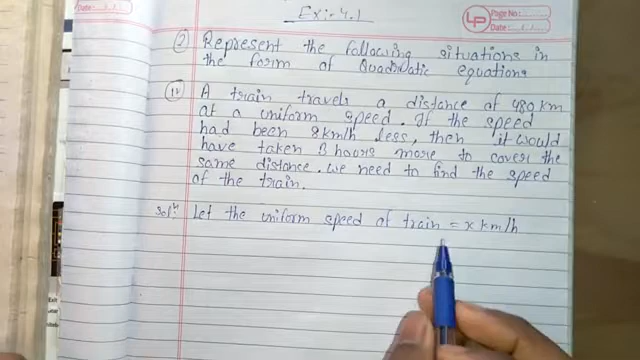 Ex:- 4.1
Date:
Page No:
Date:
LP
② Represent the following situations in
the form of Quadratic equations
(iv) A train travels a distance of 480 km
at a uniform speed. If the speed
had been 8 km/h less, then it would
have taken 3 hours more to cover the
same distance. we need to find the speed
of the train.
Solⁿ: Let the uniform speed of train = x km/h